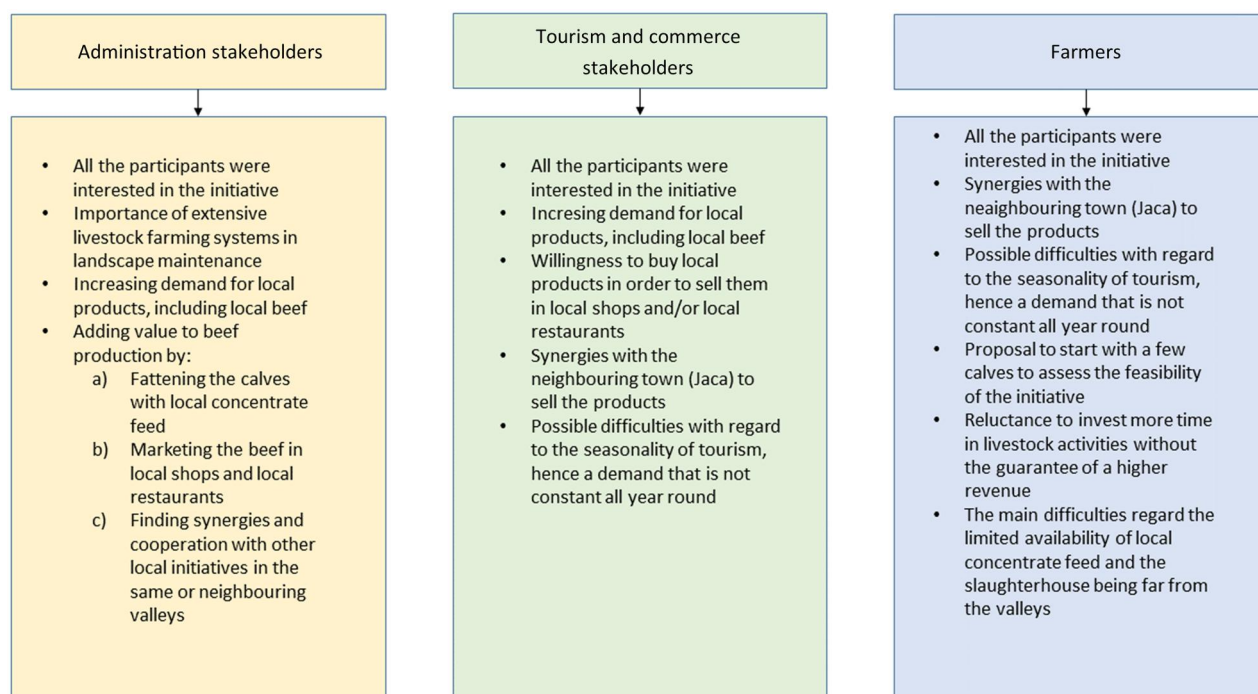 Administration stakeholders
• All the participants were
interested in the initiative
• Importance of extensive
livestock farming systems in
landscape maintenance
• Increasing demand for local
products, including local beef
• Adding value to beef
production by:
a) Fattening the calves
with local concentrate
feed
b) Marketing the beef in
local shops and local
restaurants
c) Finding synergies and
cooperation with other
local initiatives in the
same or neighbouring
valleys
Tourism and commerce
stakeholders
• All the participants were
interested in the initiative
• Incresing demand for local
products, including local beef
• Willingness to buy local
products in order to sell them
in local shops and/or local
restaurants
• Synergies with the
neighbouring town (Jaca) to
sell the products
• Possible difficulties with regard
to the seasonality of tourism,
hence a demand that is not
constant all year round
Farmers
• All the participants were
interested in the initiative
• Synergies with the
neaighbouring town (Jaca) to
sell the products
• Possible difficulties with regard
to the seasonality of tourism,
hence a demand that is not
constant all year round
• Proposal to start with a few
calves to assess the feasibility
of the initiative
• Reluctance to invest more time
in livestock activities without
the guarantee of a higher
revenue
• The main difficulties regard the
limited availability of local
concentrate feed and the
slaughterhouse being far from
the valleys